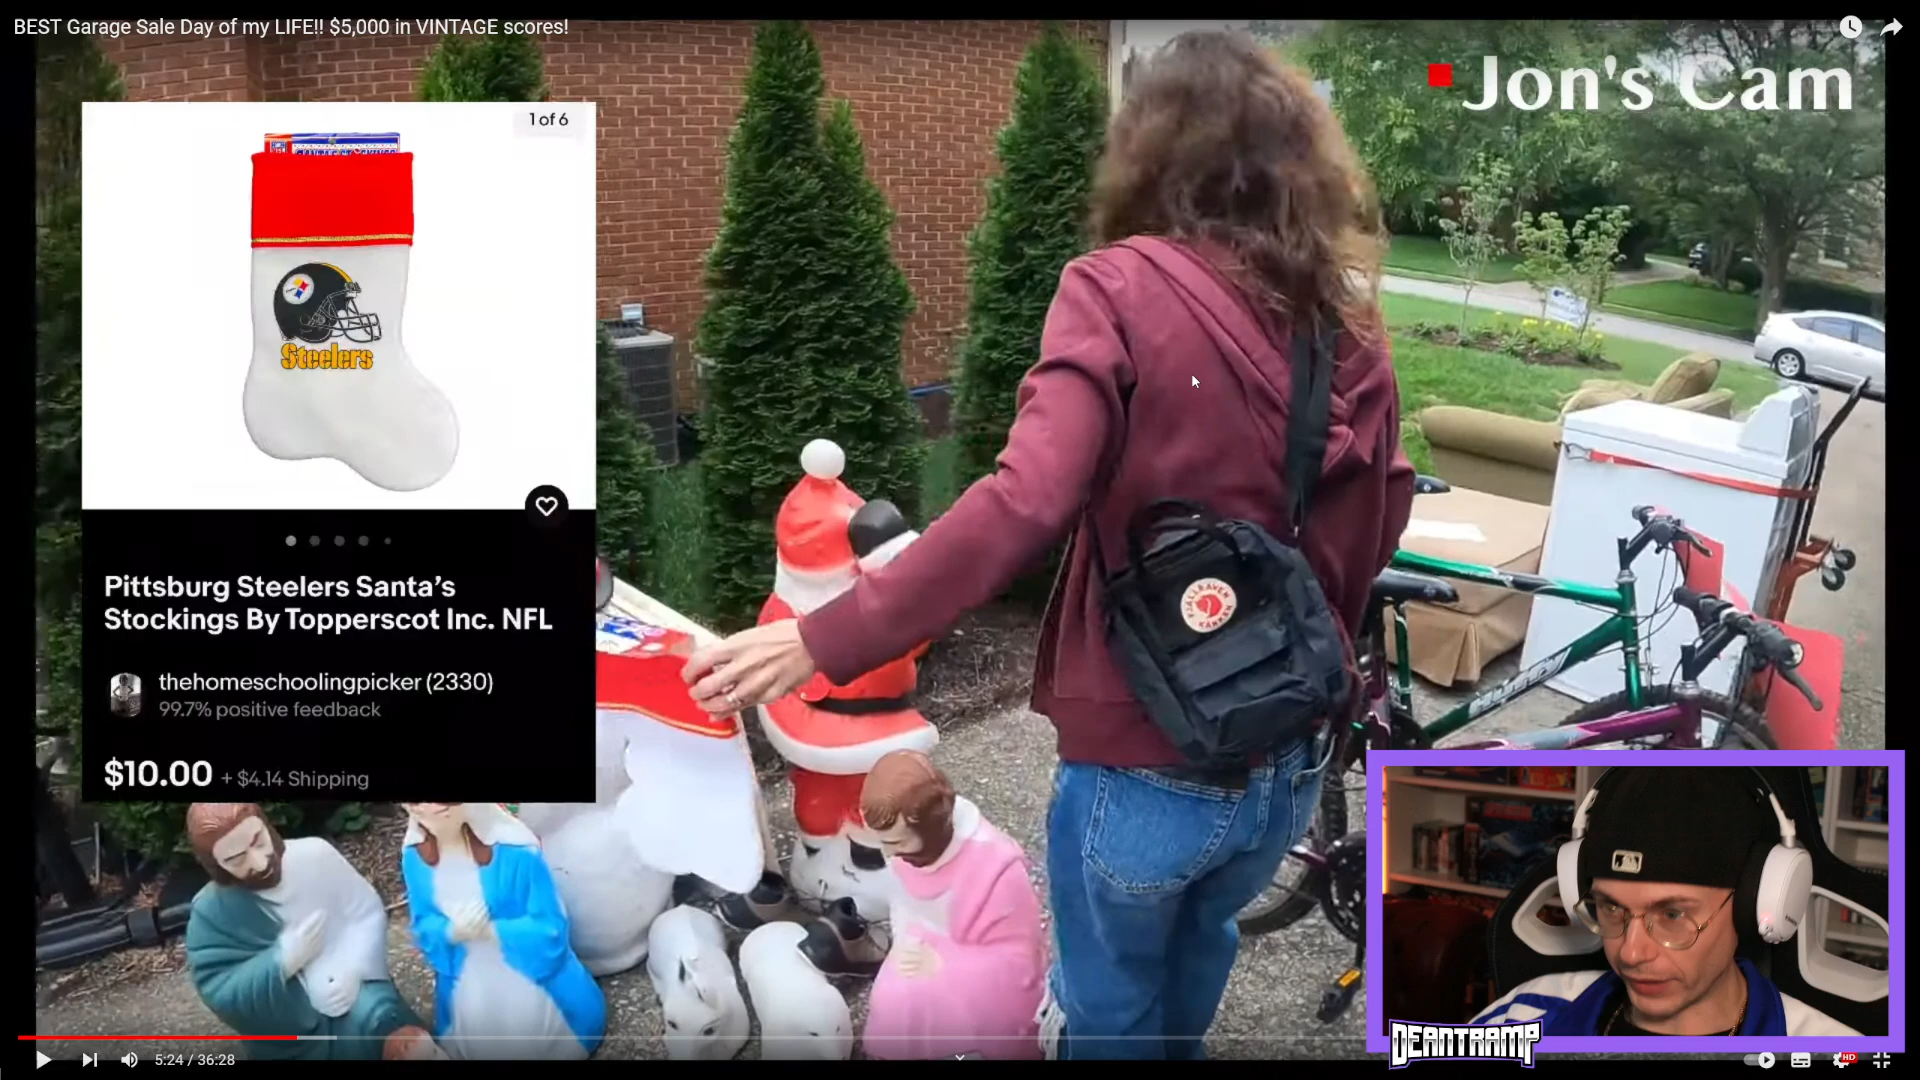 BEST Garage Sale Day of my LIFE!! $5,000 in VINTAGE scores!
Jon's Cam
1 of 6
Steelers
Pittsburg Steelers Santa's
Stockings By Topperscot Inc. NFL
thehomeschoolingpicker (2330)
99.7% positive feedback
$10.00 + $4.14 Shipping
FJÄLLRÄVEN
KÅNKEN
HUFFY
DEANTRAMP
5:24 / 36:28
HD